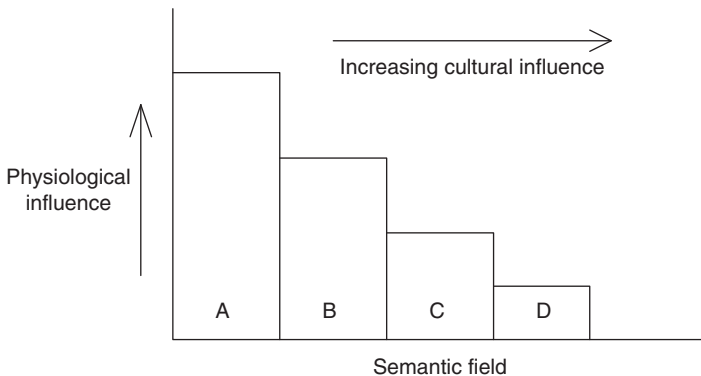 Increasing cultural influence
Physiological
influence
A
B
C
D
Semantic field